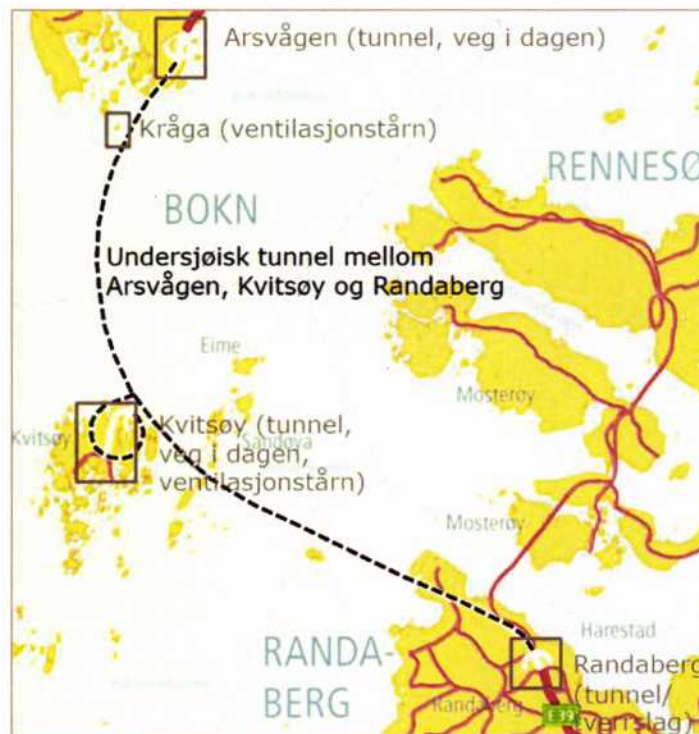 Arsvågen (tunnel, veg i dagen)
Kråga (ventilasjonstårn)
RENNESØ
BOKN
Undersjøisk tunnel mellom
Arsvågen, Kvitsøy og Randaberg
Eime
Mosterøy
Kvitsøy
Kvitsøy (tunnel,
veg i dagen,
ventilasjonstårn)
Sandøya
Mosterøy
Harestad
RANDA-
BERG
Randaberg
Randaberg
(tunnel/
tverrslag)
E39